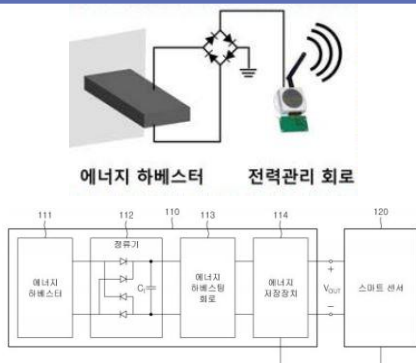 에너지 하베스터 전력관리 회로
111 112 110 113 114 120
정류기
에너지
하베스터
C₁
에너지
하베스팅
회로
에너지
저장장치
+
V_OUT
−
스마트 센서